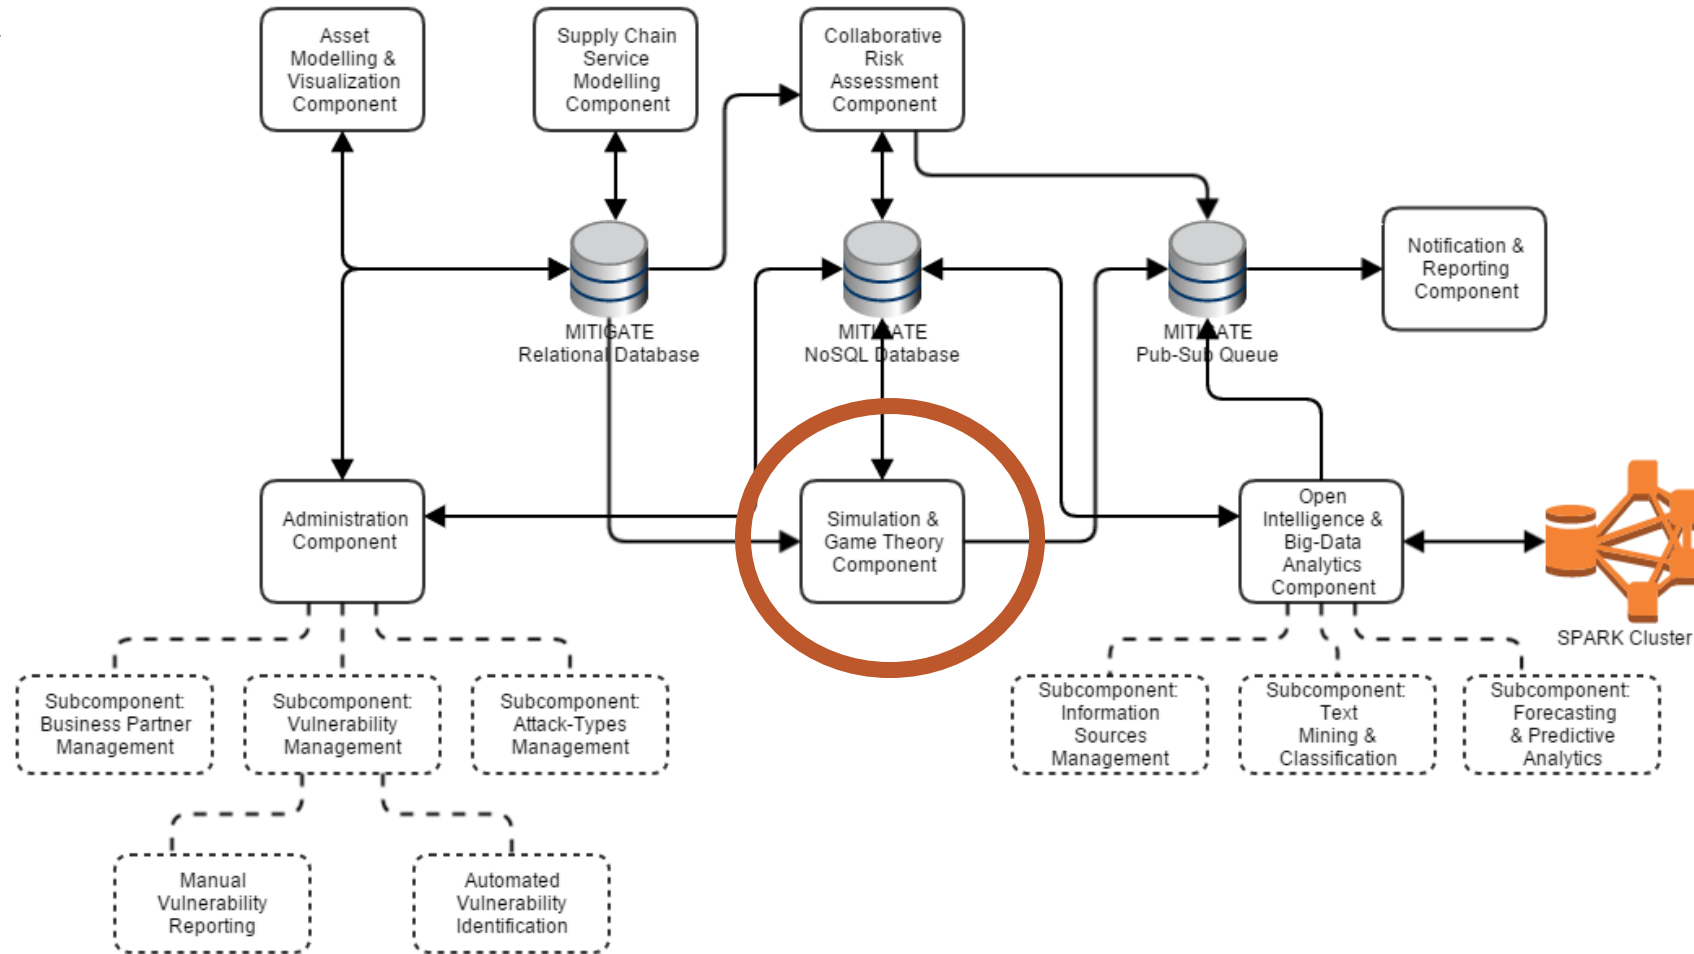 Asset
Modelling &
Visualization
Component
Supply Chain
Service
Modelling
Component
Collaborative
Risk
Assessment
Component
MITIGATE
Relational Database
MITIGATE
NoSQL Database
MITIGATE
Pub-Sub Queue
Notification &
Reporting
Component
Administration
Component
Simulation &
Game Theory
Component
Open
Intelligence &
Big-Data
Analytics
Component
SPARK Cluster
Subcomponent:
Business Partner
Management
Subcomponent:
Vulnerability
Management
Subcomponent:
Attack-Types
Management
Subcomponent:
Information
Sources
Management
Subcomponent:
Text
Mining &
Classification
Subcomponent:
Forecasting
& Predictive
Analytics
Manual
Vulnerability
Reporting
Automated
Vulnerability
Identification